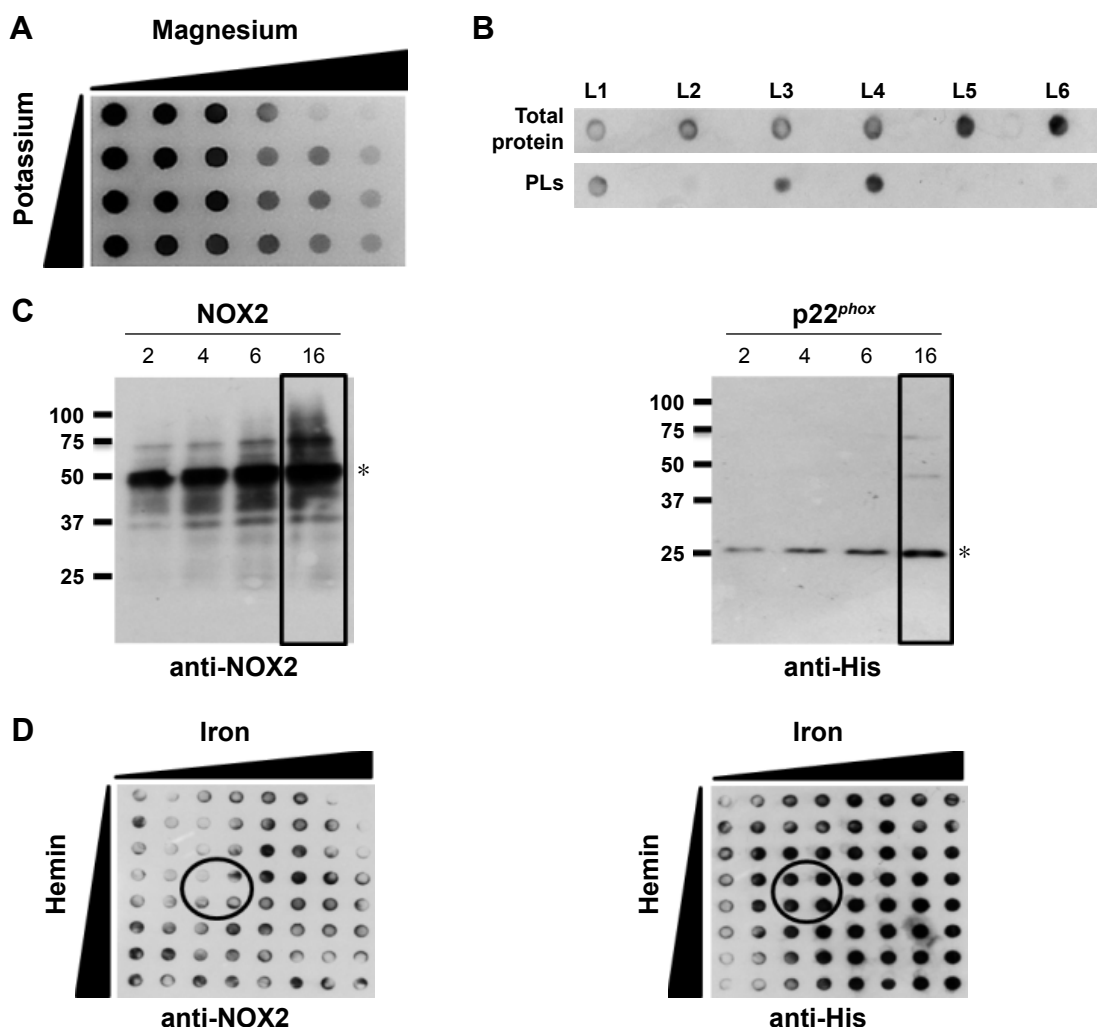 A
Magnesium
Potassium
B
L1 L2 L3 L4 L5 L6
Total
protein
PLs
C
NOX2
2 4 6 16
100
75
50
37
25
*
anti-NOX2
p22phox
2 4 6 16
100
75
50
37
25
*
anti-His
D
Iron
Hemin
anti-NOX2
Iron
Hemin
anti-His